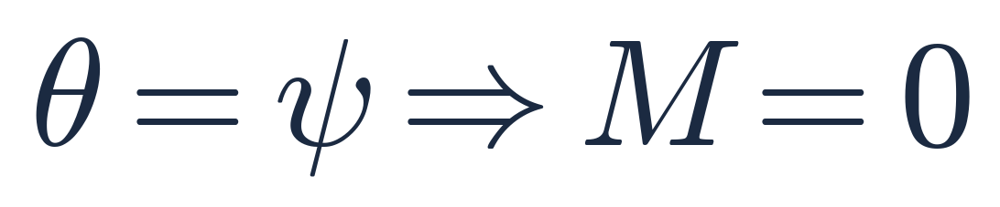 θ = ψ ⇒ M = 0